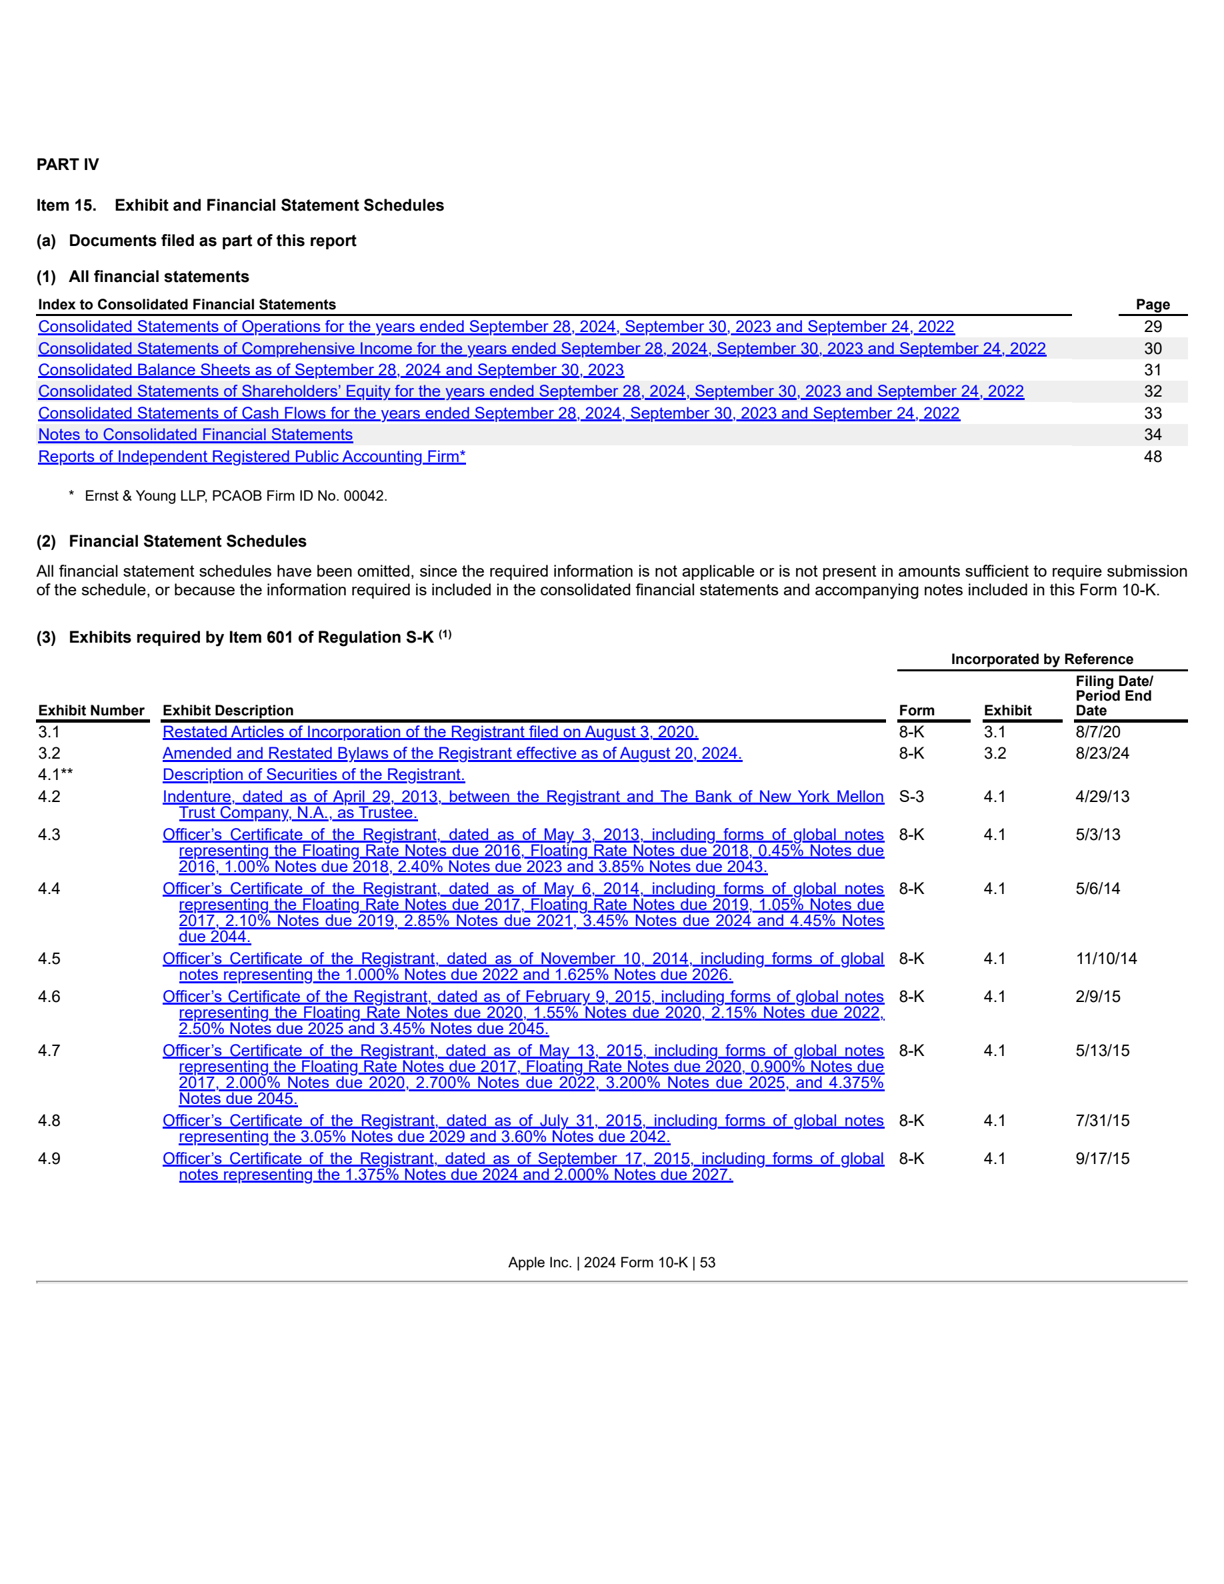 PART IV
Item 15. Exhibit and Financial Statement Schedules
(a) Documents filed as part of this report
(1) All financial statements
Index to Consolidated Financial Statements Page
Consolidated Statements of Operations for the years ended September 28, 2024, September 30, 2023 and September 24, 2022 29
Consolidated Statements of Comprehensive Income for the years ended September 28, 2024, September 30, 2023 and September 24, 2022 30
Consolidated Balance Sheets as of September 28, 2024 and September 30, 2023 31
Consolidated Statements of Shareholders’ Equity for the years ended September 28, 2024, September 30, 2023 and September 24, 2022 32
Consolidated Statements of Cash Flows for the years ended September 28, 2024, September 30, 2023 and September 24, 2022 33
Notes to Consolidated Financial Statements 34
Reports of Independent Registered Public Accounting Firm* 48
* Ernst & Young LLP, PCAOB Firm ID No. 00042.
(2) Financial Statement Schedules
All financial statement schedules have been omitted, since the required information is not applicable or is not present in amounts sufficient to require submission
of the schedule, or because the information required is included in the consolidated financial statements and accompanying notes included in this Form 10-K.
(3) Exhibits required by Item 601 of Regulation S-K (1)
Incorporated by Reference
Filing Date/
Period End
Exhibit Number Exhibit Description Form Exhibit Date
3.1 Restated Articles of Incorporation of the Registrant filed on August 3, 2020. 8-K 3.1 8/7/20
3.2 Amended and Restated Bylaws of the Registrant effective as of August 20, 2024. 8-K 3.2 8/23/24
4.1** Description of Securities of the Registrant.
4.2 Indenture, dated as of April 29, 2013, between the Registrant and The Bank of New York Mellon S-3 4.1 4/29/13
Trust Company, N.A., as Trustee.
4.3 Officer’s Certificate of the Registrant, dated as of May 3, 2013, including forms of global notes 8-K 4.1 5/3/13
representing the Floating Rate Notes due 2016, Floating Rate Notes due 2018, 0.45% Notes due
2016, 1.00% Notes due 2018, 2.40% Notes due 2023 and 3.85% Notes due 2043.
4.4 Officer’s Certificate of the Registrant, dated as of May 6, 2014, including forms of global notes 8-K 4.1 5/6/14
representing the Floating Rate Notes due 2017, Floating Rate Notes due 2019, 1.05% Notes due
2017, 2.10% Notes due 2019, 2.85% Notes due 2021, 3.45% Notes due 2024 and 4.45% Notes
due 2044.
4.5 Officer’s Certificate of the Registrant, dated as of November 10, 2014, including forms of global 8-K 4.1 11/10/14
notes representing the 1.000% Notes due 2022 and 1.625% Notes due 2026.
4.6 Officer’s Certificate of the Registrant, dated as of February 9, 2015, including forms of global notes 8-K 4.1 2/9/15
representing the Floating Rate Notes due 2020, 1.55% Notes due 2020, 2.15% Notes due 2022,
2.50% Notes due 2025 and 3.45% Notes due 2045.
4.7 Officer’s Certificate of the Registrant, dated as of May 13, 2015, including forms of global notes 8-K 4.1 5/13/15
representing the Floating Rate Notes due 2017, Floating Rate Notes due 2020, 0.900% Notes due
2017, 2.000% Notes due 2020, 2.700% Notes due 2022, 3.200% Notes due 2025, and 4.375%
Notes due 2045.
4.8 Officer’s Certificate of the Registrant, dated as of July 31, 2015, including forms of global notes 8-K 4.1 7/31/15
representing the 3.05% Notes due 2029 and 3.60% Notes due 2042.
4.9 Officer’s Certificate of the Registrant, dated as of September 17, 2015, including forms of global 8-K 4.1 9/17/15
notes representing the 1.375% Notes due 2024 and 2.000% Notes due 2027.
Apple Inc. | 2024 Form 10-K | 53